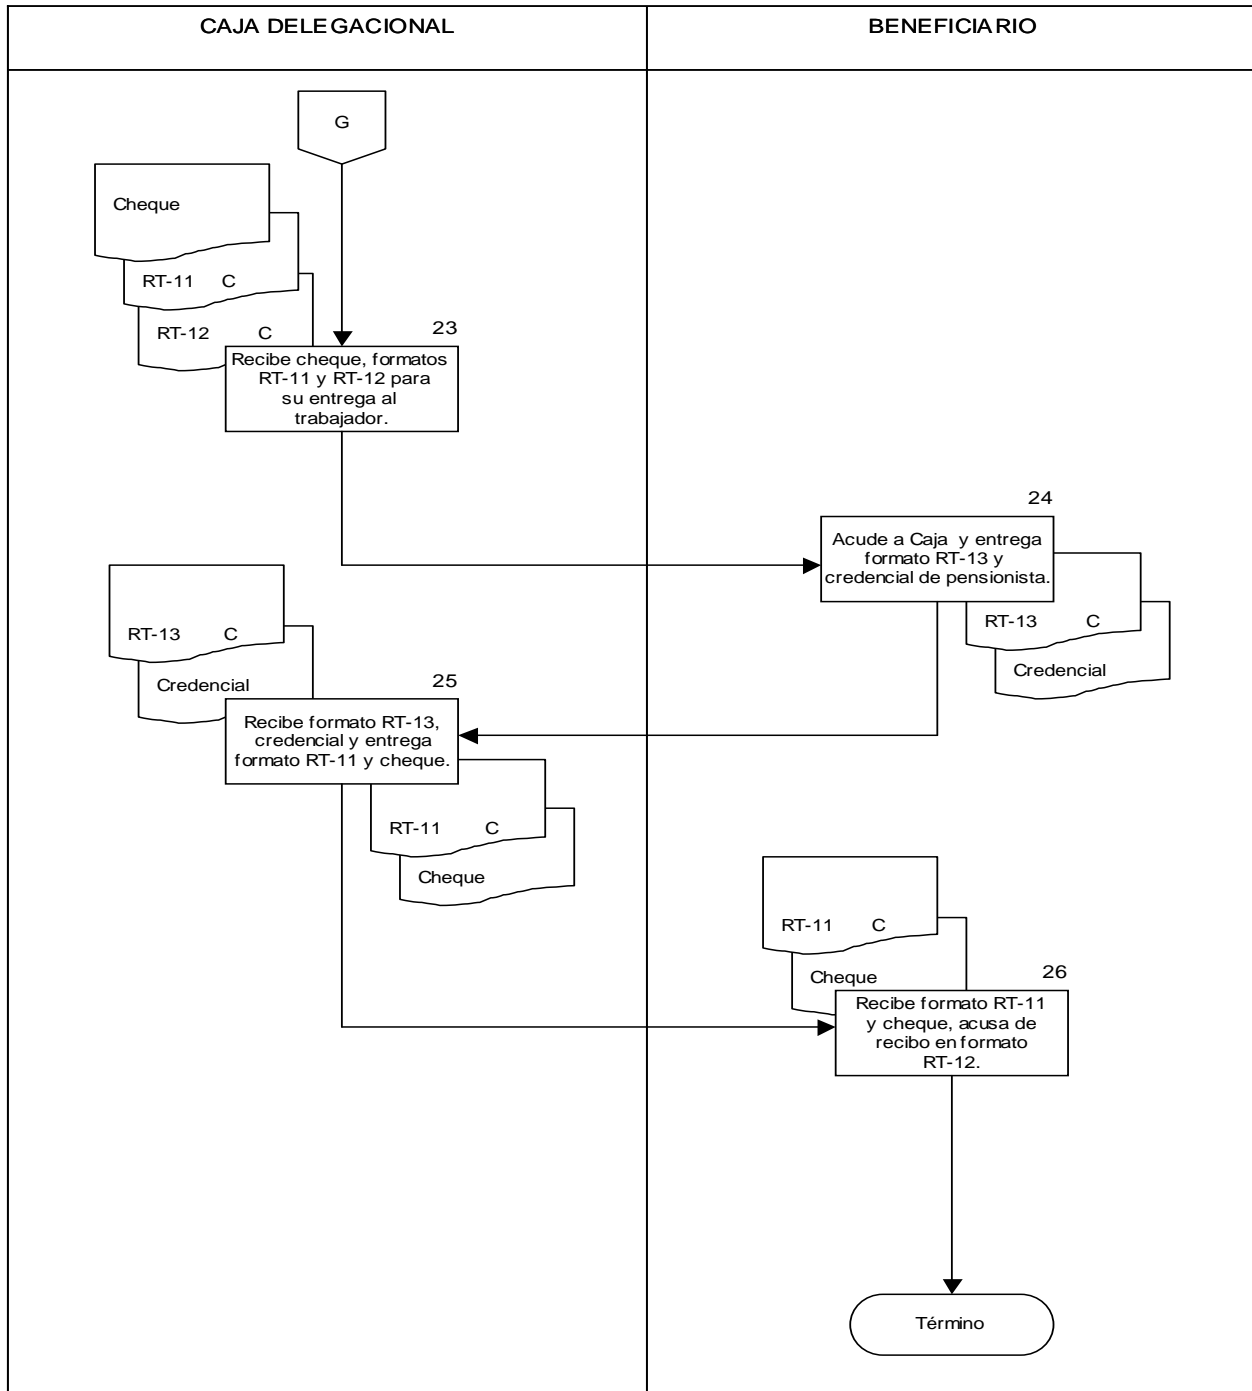 CAJA DELEGACIONAL
BENEFICIARIO
G
Cheque
RT-11 C
RT-12 C
23
Recibe cheque, formatos
RT-11 y RT-12 para
su entrega al
trabajador.
24
Acude a Caja y entrega
formato RT-13 y
credencial de pensionista.
RT-13 C
Credencial
RT-13 C
Credencial
25
Recibe formato RT-13,
credencial y entrega
formato RT-11 y cheque.
RT-11 C
Cheque
RT-11 C
Cheque
26
Recibe formato RT-11
y cheque, acusa de
recibo en formato
RT-12.
Término